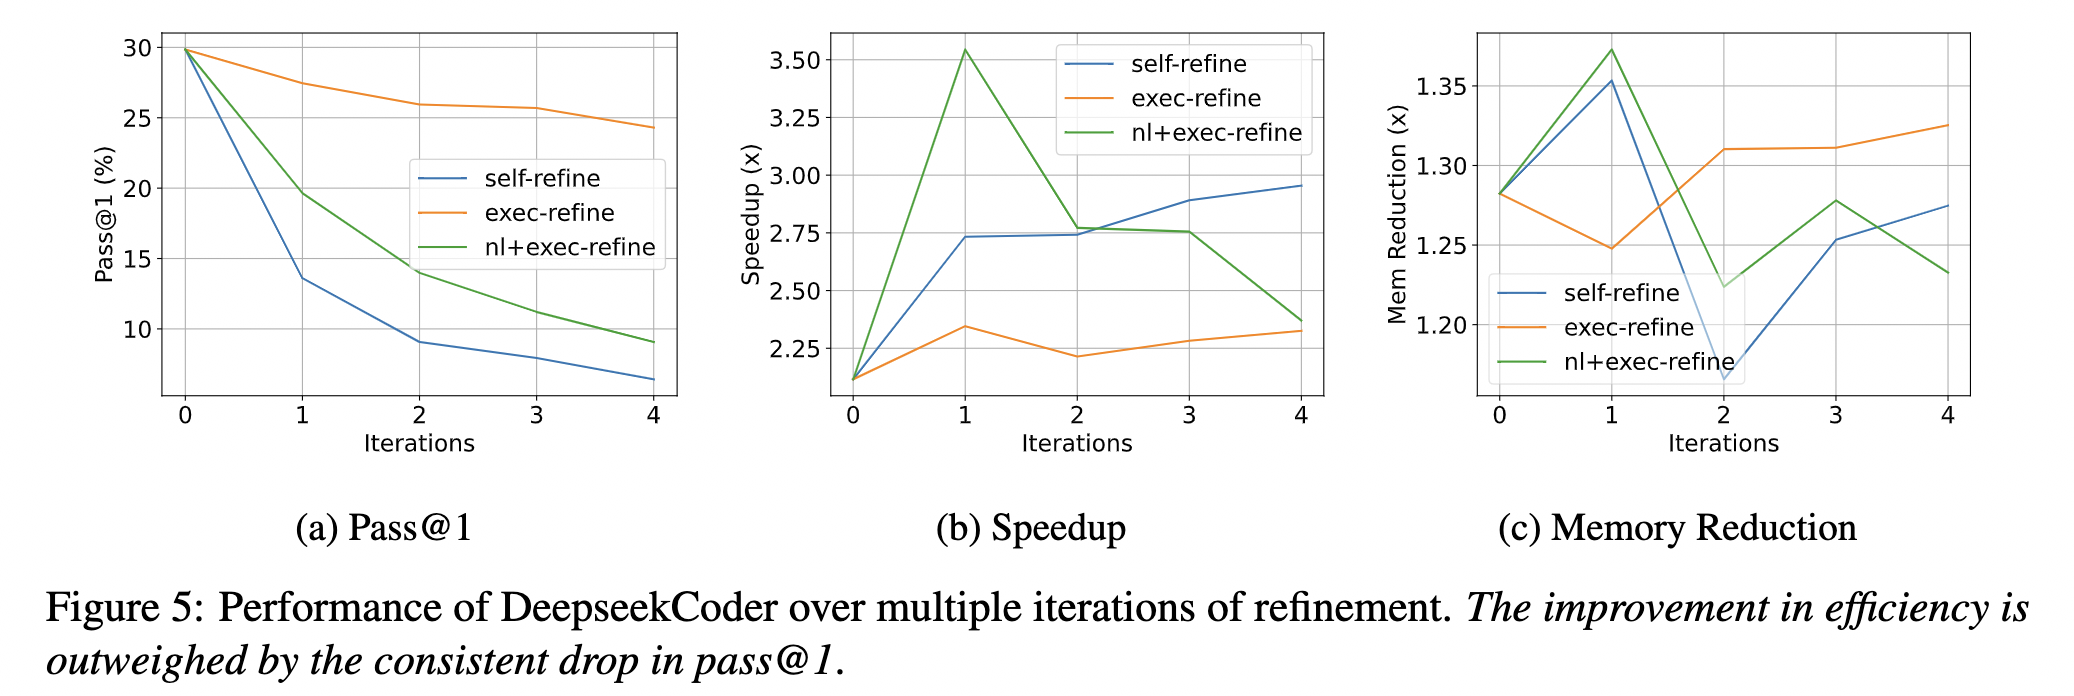 30
25
20
15
10
Pass@1 (%)
self-refine
exec-refine
nl+exec-refine
0 1 2 3 4
Iterations
(a) Pass@1
3.50
3.25
3.00
2.75
2.50
2.25
Speedup (x)
self-refine
exec-refine
nl+exec-refine
0 1 2 3 4
Iterations
(b) Speedup
1.35
1.30
1.25
1.20
Mem Reduction (x)
self-refine
exec-refine
nl+exec-refine
0 1 2 3 4
Iterations
(c) Memory Reduction
Figure 5: Performance of DeepseekCoder over multiple iterations of refinement. The improvement in efficiency is
outweighed by the consistent drop in pass@1.